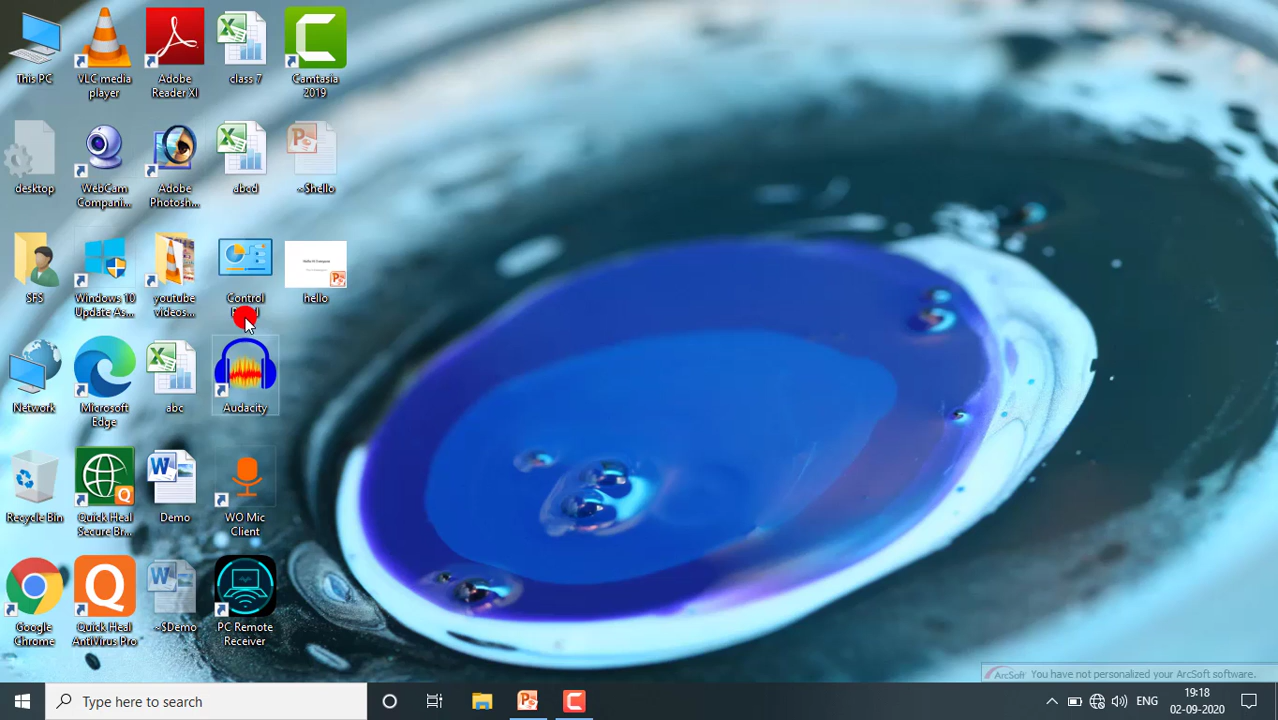 This PC
VLC media
player
Adobe
Reader XI
class 7
Camtasia
2019
desktop
WebCam
Compani...
Adobe
Photosh...
abcd
~$hello
SFS
Windows 10
Update As...
youtube
videos...
Control
hello
Network
Microsoft
Edge
abc
Audacity
Recycle Bin
Quick Heal
Secure Br...
Demo
WO Mic
Client
Google
Chrome
Quick Heal
AntiVirus Pro
~$Demo
PC Remote
Receiver
ArcSoft You have not personalized your ArcSoft software.
Type here to search
ENG
19:18
02-09-2020